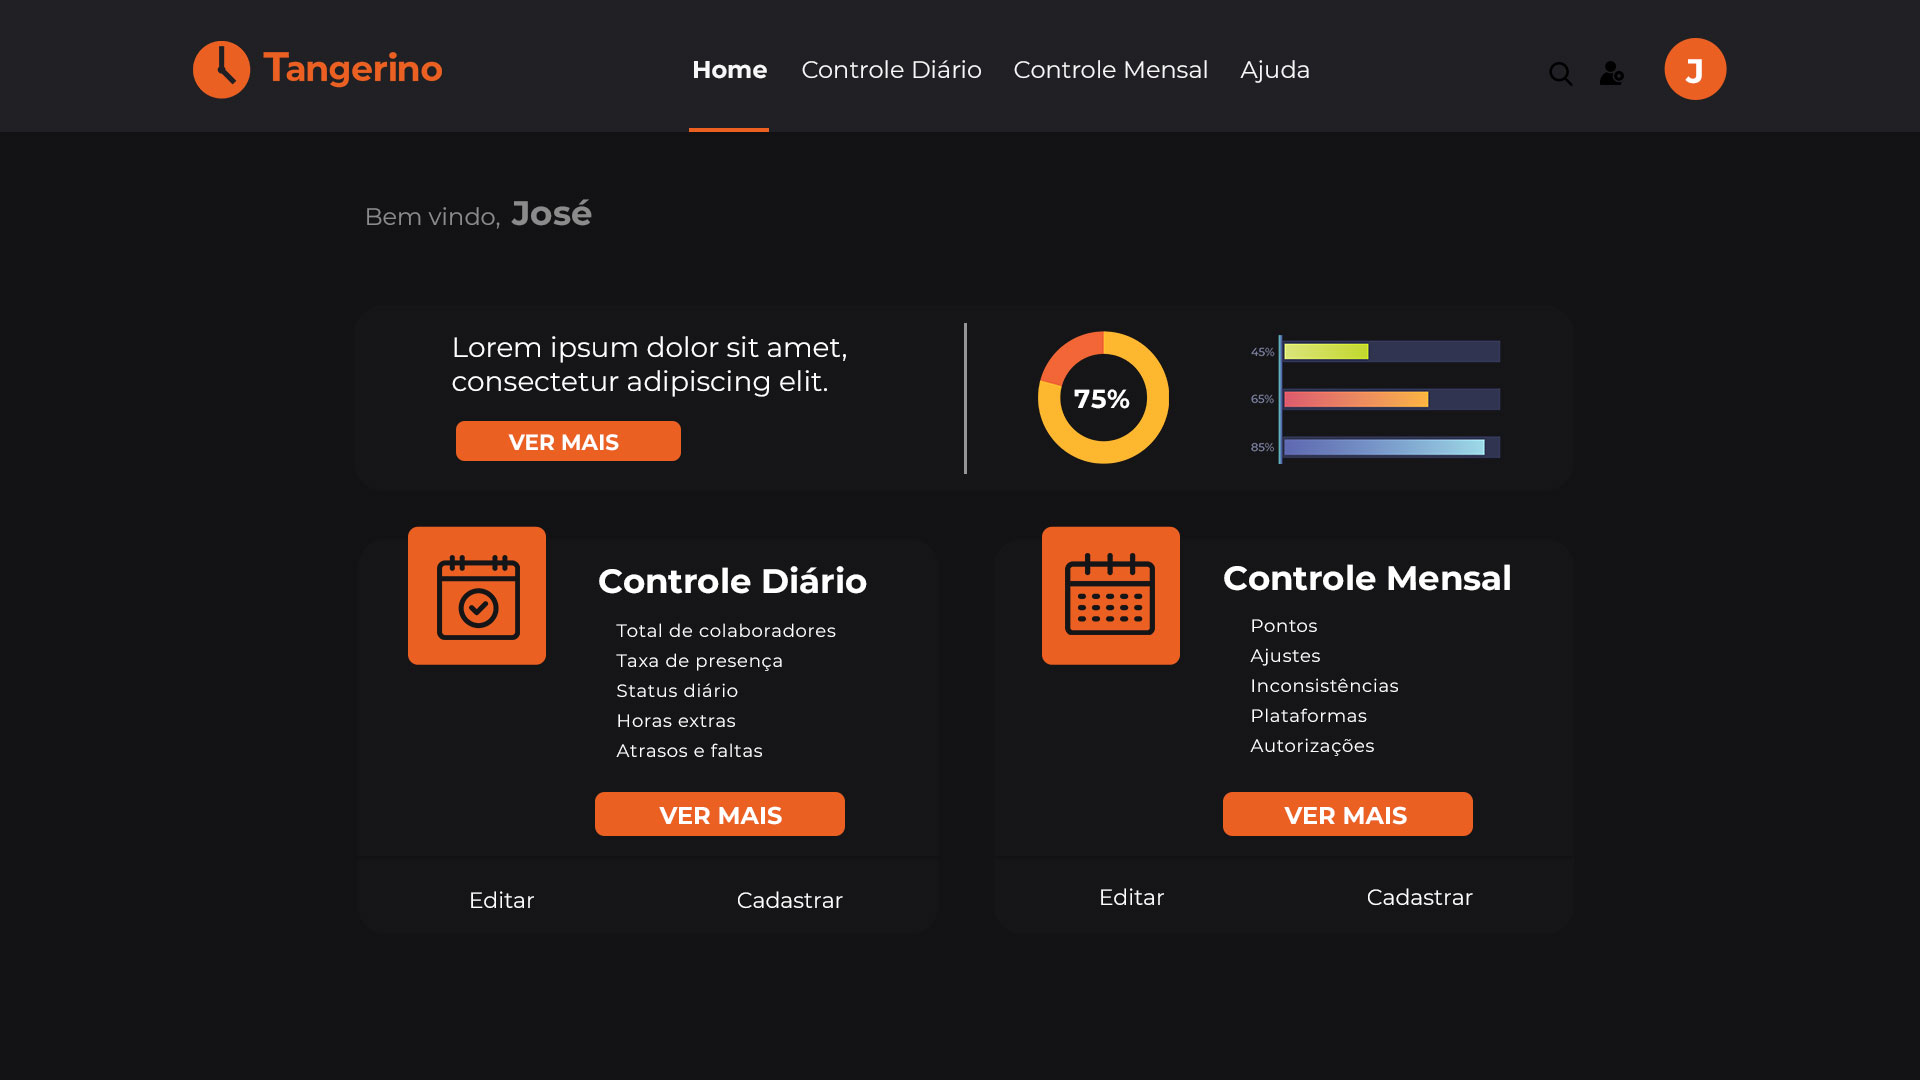 Tangerino
Home Controle Diário Controle Mensal Ajuda
J
Bem vindo, José
Lorem ipsum dolor sit amet,
consectetur adipiscing elit.
VER MAIS
75%
45%
65%
85%
Controle Diário
Total de colaboradores
Taxa de presença
Status diário
Horas extras
Atrasos e faltas
VER MAIS
Editar Cadastrar
Controle Mensal
Pontos
Ajustes
Inconsistências
Plataformas
Autorizações
VER MAIS
Editar Cadastrar